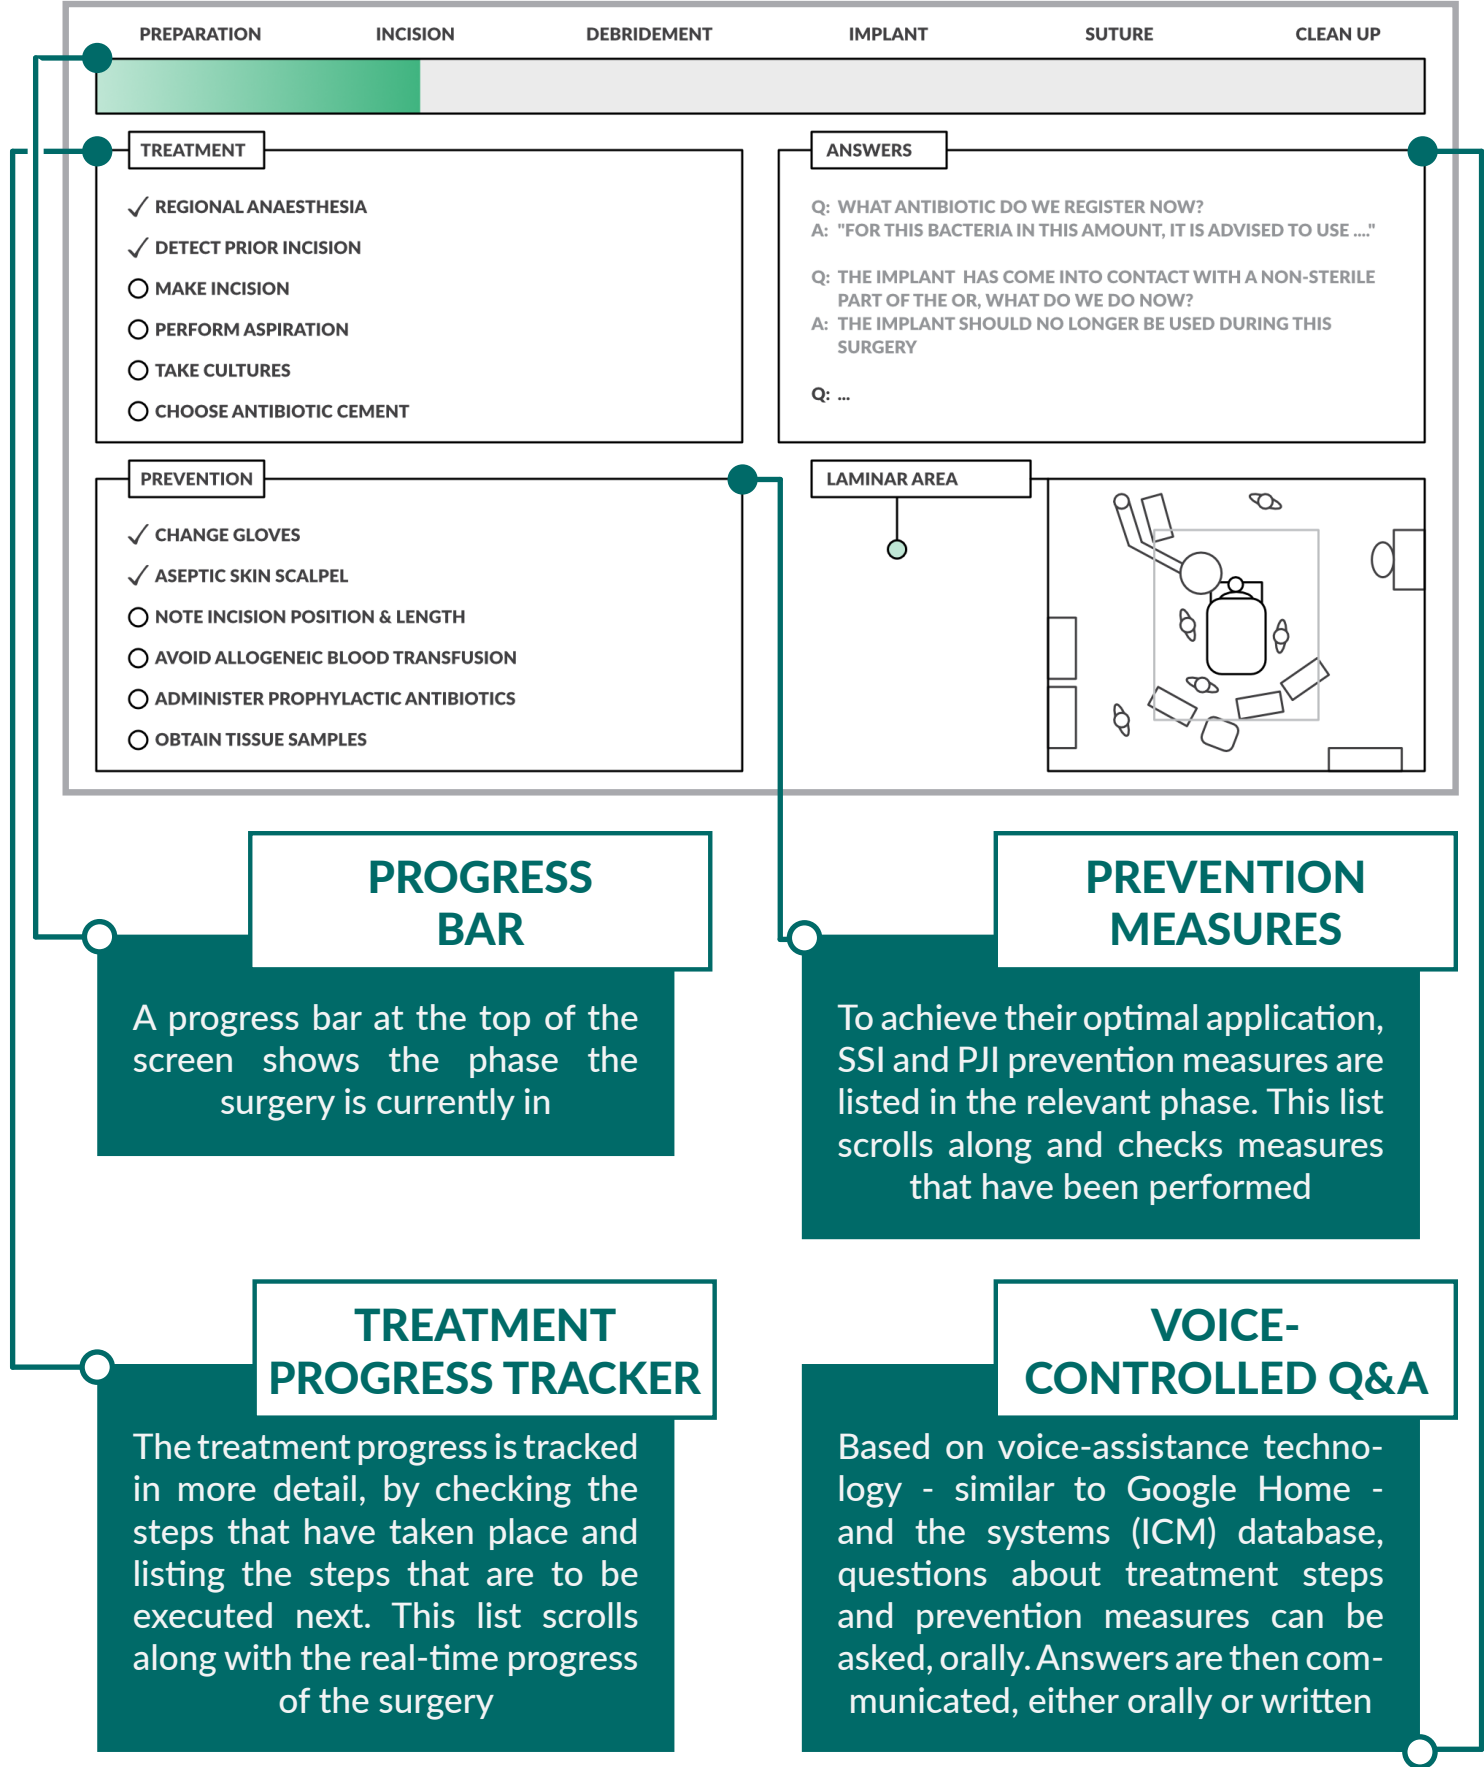 PREPARATION INCISION DEBRIDEMENT IMPLANT SUTURE CLEAN UP
TREATMENT
✓ REGIONAL ANAESTHESIA
✓ DETECT PRIOR INCISION
MAKE INCISION
PERFORM ASPIRATION
TAKE CULTURES
CHOOSE ANTIBIOTIC CEMENT
ANSWERS
Q: WHAT ANTIBIOTIC DO WE REGISTER NOW?
A: "FOR THIS BACTERIA IN THIS AMOUNT, IT IS ADVISED TO USE ...."
Q: THE IMPLANT HAS COME INTO CONTACT WITH A NON-STERILE
PART OF THE OR, WHAT DO WE DO NOW?
A: THE IMPLANT SHOULD NO LONGER BE USED DURING THIS
SURGERY
Q: ...
PREVENTION
✓ CHANGE GLOVES
✓ ASEPTIC SKIN SCALPEL
NOTE INCISION POSITION & LENGTH
AVOID ALLOGENEIC BLOOD TRANSFUSION
ADMINISTER PROPHYLACTIC ANTIBIOTICS
OBTAIN TISSUE SAMPLES
LAMINAR AREA
PROGRESS
BAR
A progress bar at the top of the
screen shows the phase the
surgery is currently in
PREVENTION
MEASURES
To achieve their optimal application,
SSI and PJI prevention measures are
listed in the relevant phase. This list
scrolls along and checks measures
that have been performed
TREATMENT
PROGRESS TRACKER
The treatment progress is tracked
in more detail, by checking the
steps that have taken place and
listing the steps that are to be
executed next. This list scrolls
along with the real-time progress
of the surgery
VOICE-
CONTROLLED Q&A
Based on voice-assistance techno-
logy - similar to Google Home -
and the systems (ICM) database,
questions about treatment steps
and prevention measures can be
asked, orally. Answers are then com-
municated, either orally or written